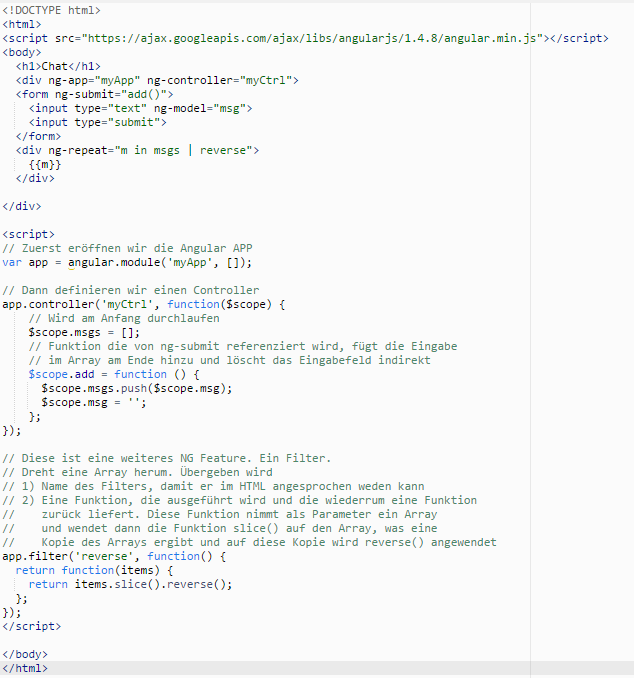 <!DOCTYPE html>
<html>
<script src="https://ajax.googleapis.com/ajax/libs/angularjs/1.4.8/angular.min.js"></script>
<body>
  <h1>Chat</h1>
  <div ng-app="myApp" ng-controller="myCtrl">
  <form ng-submit="add()">
    <input type="text" ng-model="msg">
    <input type="submit">
  </form>
  <div ng-repeat="m in msgs | reverse">
    {{m}}
  </div>

</div>

<script>
// Zuerst eröffnen wir die Angular APP
var app = angular.module('myApp', []);

// Dann definieren wir einen Controller
app.controller('myCtrl', function($scope) {
    // Wird am Anfang durchlaufen
    $scope.msgs = [];
    // Funktion die von ng-submit referenziert wird, fügt die Eingabe
    // im Array am Ende hinzu und löscht das Eingabefeld indirekt
    $scope.add = function () {
      $scope.msgs.push($scope.msg);
      $scope.msg = '';
    };
});

// Diese ist eine weiteres NG Feature. Ein Filter.
// Dreht eine Array herum. Übergeben wird
// 1) Name des Filters, damit er im HTML angesprochen weden kann
// 2) Eine Funktion, die ausgeführt wird und die wiederrum eine Funktion
//    zurück liefert. Diese Funktion nimmt als Parameter ein Array
//    und wendet dann die Funktion slice() auf den Array, was eine
//    Kopie des Arrays ergibt und auf diese Kopie wird reverse() angewendet
app.filter('reverse', function() {
  return function(items) {
    return items.slice().reverse();
  };
});
</script>

</body>
</html>